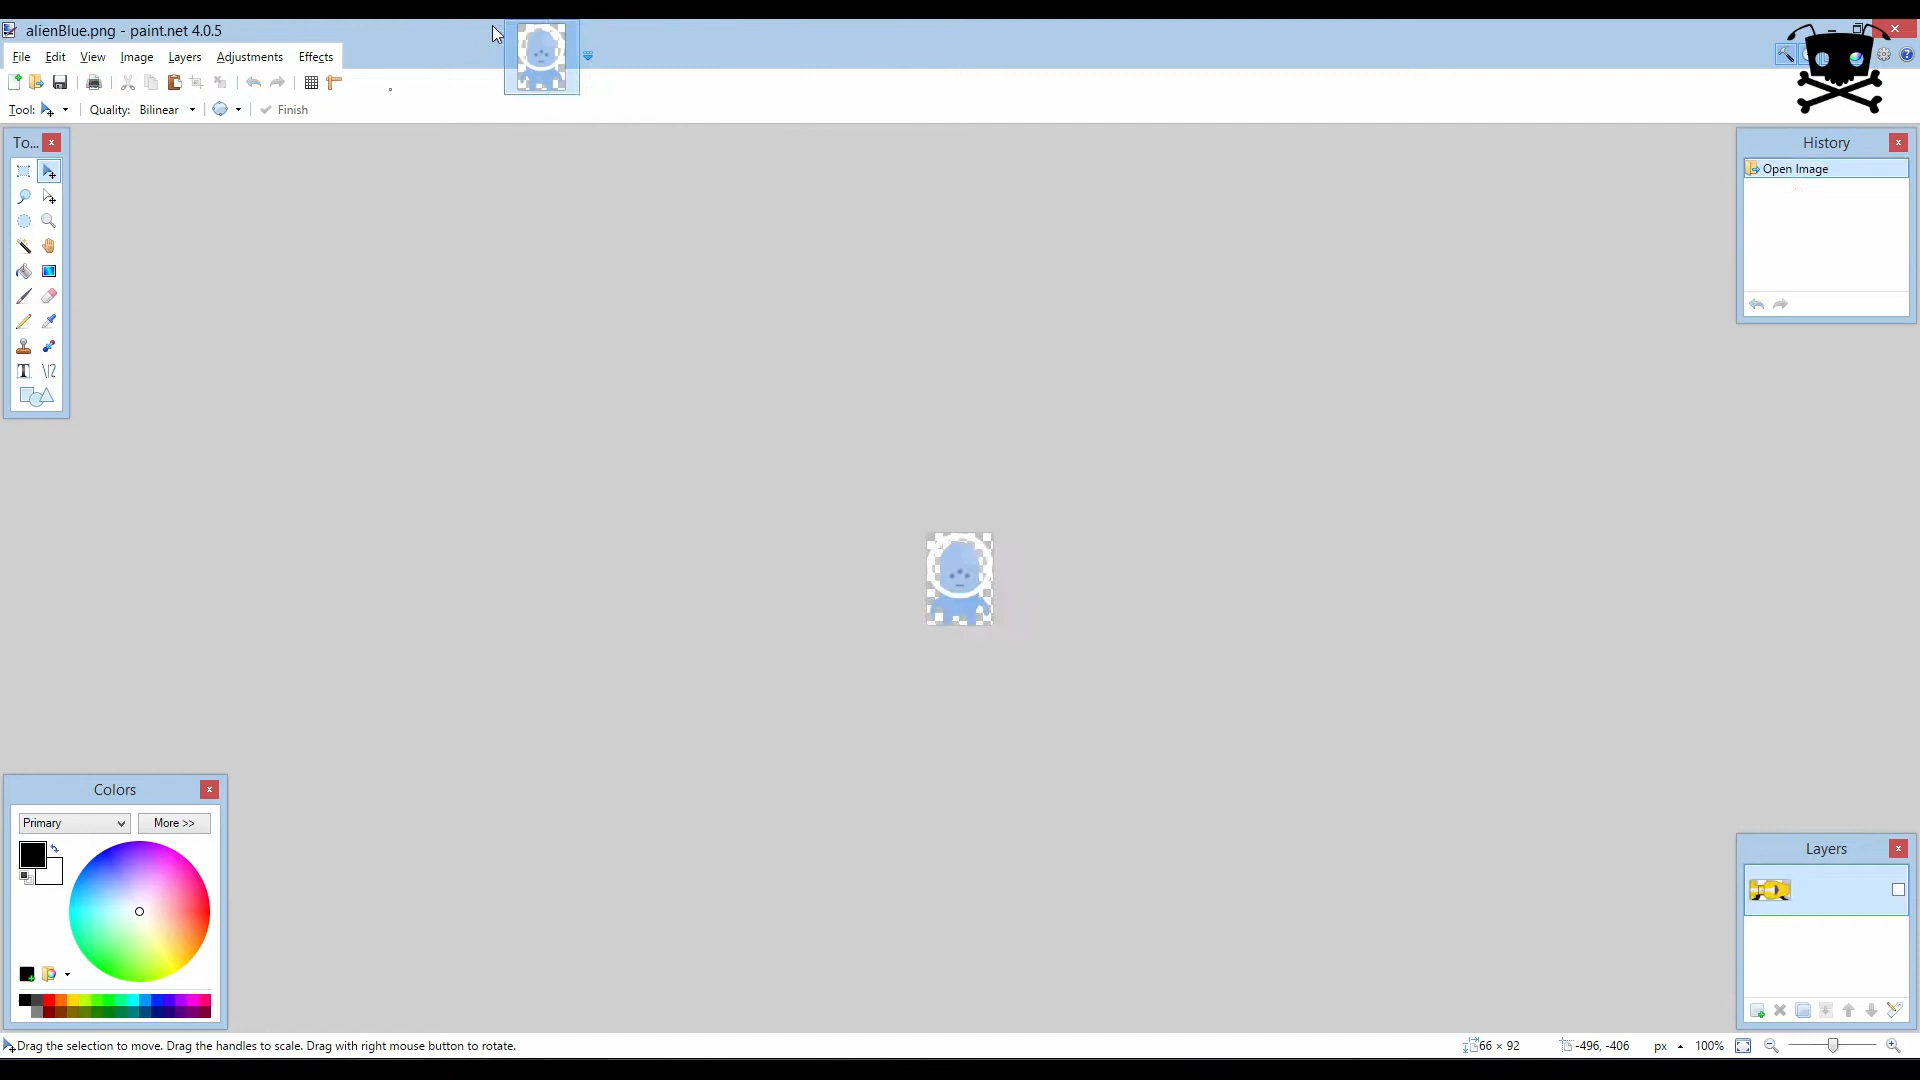 alienBlue.png - paint.net 4.0.5
File Edit View Image Layers Adjustments Effects
Tool: Quality: Bilinear Finish
To...
History
Open Image
Colors
Primary More >>
Layers
Drag the selection to move. Drag the handles to scale. Drag with right mouse button to rotate.
66 × 92 -496, -406 px 100%